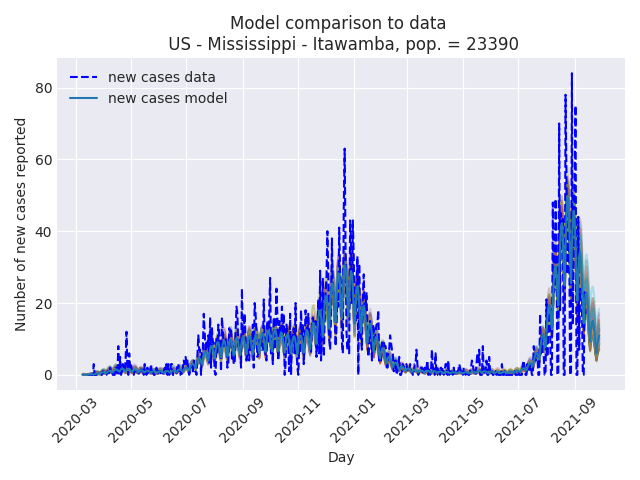 Model comparison to data
US - Mississippi - Itawamba, pop. = 23390
new cases data
new cases model
Number of new cases reported
80
60
40
20
0
2020-03
2020-05
2020-07
2020-09
2020-11
2021-01
2021-03
2021-05
2021-07
2021-09
Day